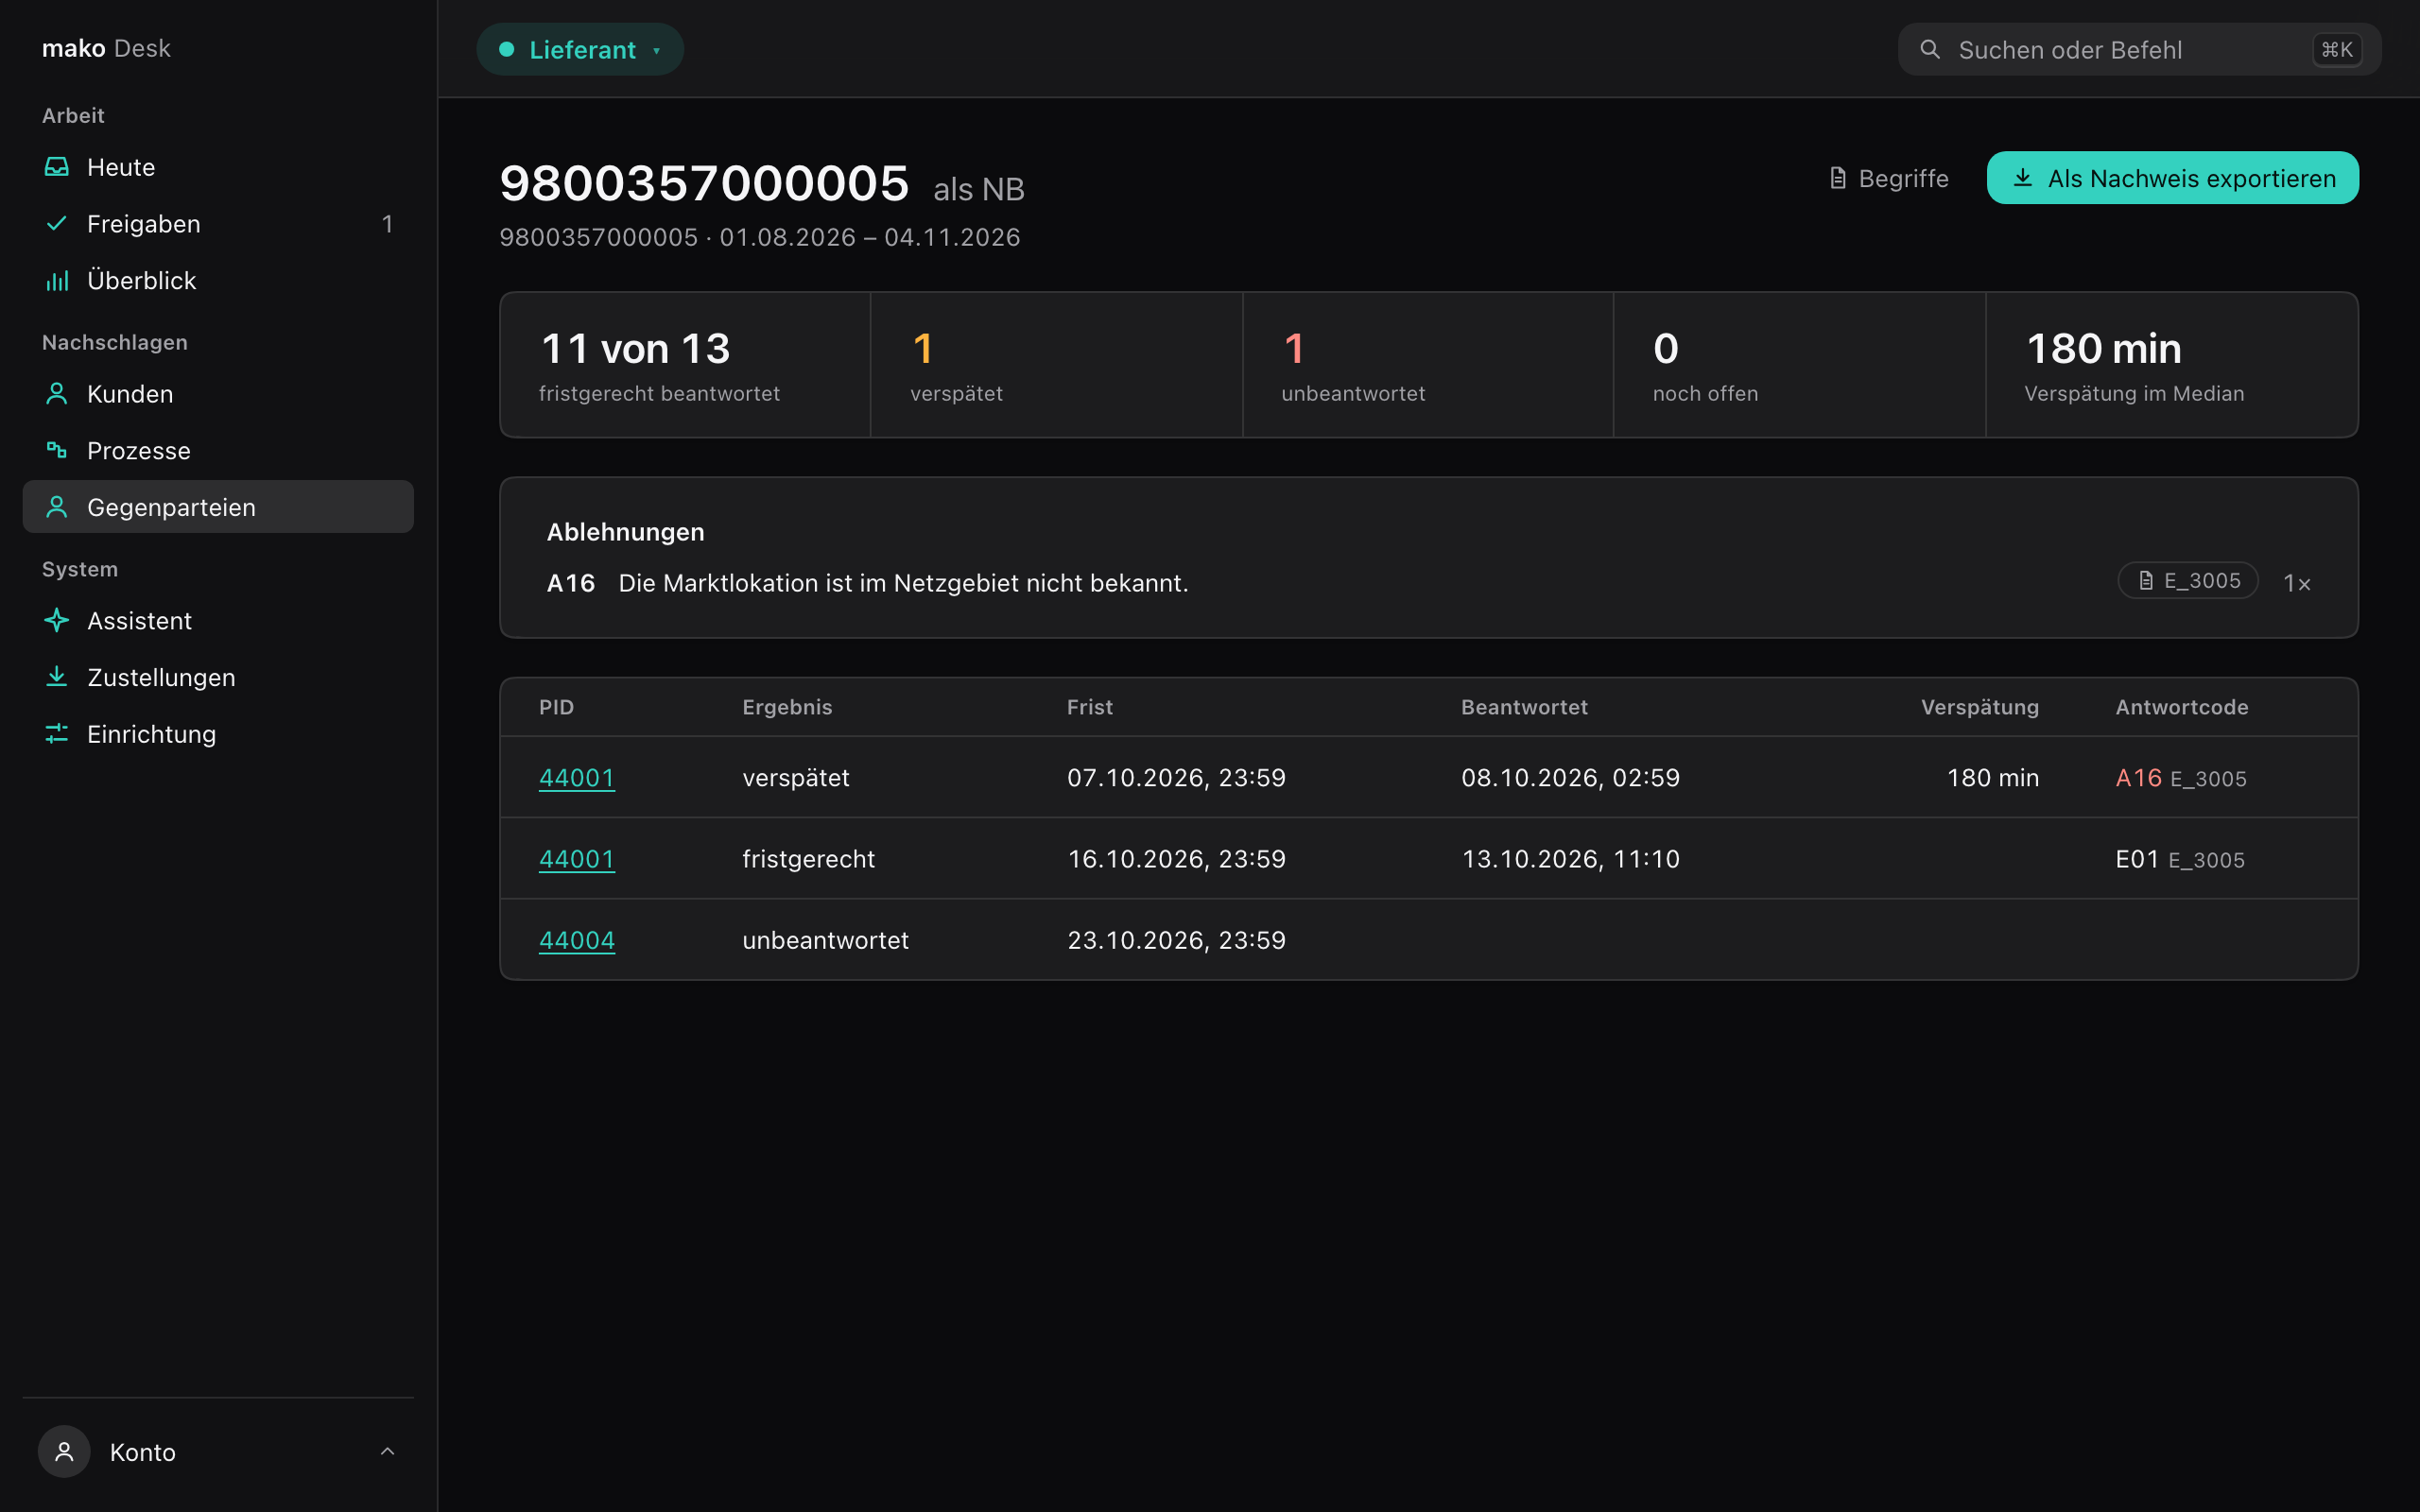 mako Desk
Arbeit
Heute
Freigaben 1
Überblick
Nachschlagen
Kunden
Prozesse
Gegenparteien
System
Assistent
Zustellungen
Einrichtung
Konto
Lieferant
Suchen oder Befehl ⌘K
9800357000005 als NB
9800357000005 · 01.08.2026 – 04.11.2026
Begriffe
Als Nachweis exportieren
11 von 13
fristgerecht beantwortet
1
verspätet
1
unbeantwortet
0
noch offen
180 min
Verspätung im Median
Ablehnungen
A16 Die Marktlokation ist im Netzgebiet nicht bekannt. E_3005 1×
PID Ergebnis Frist Beantwortet Verspätung Antwortcode
44001 verspätet 07.10.2026, 23:59 08.10.2026, 02:59 180 min A16 E_3005
44001 fristgerecht 16.10.2026, 23:59 13.10.2026, 11:10 E01 E_3005
44004 unbeantwortet 23.10.2026, 23:59